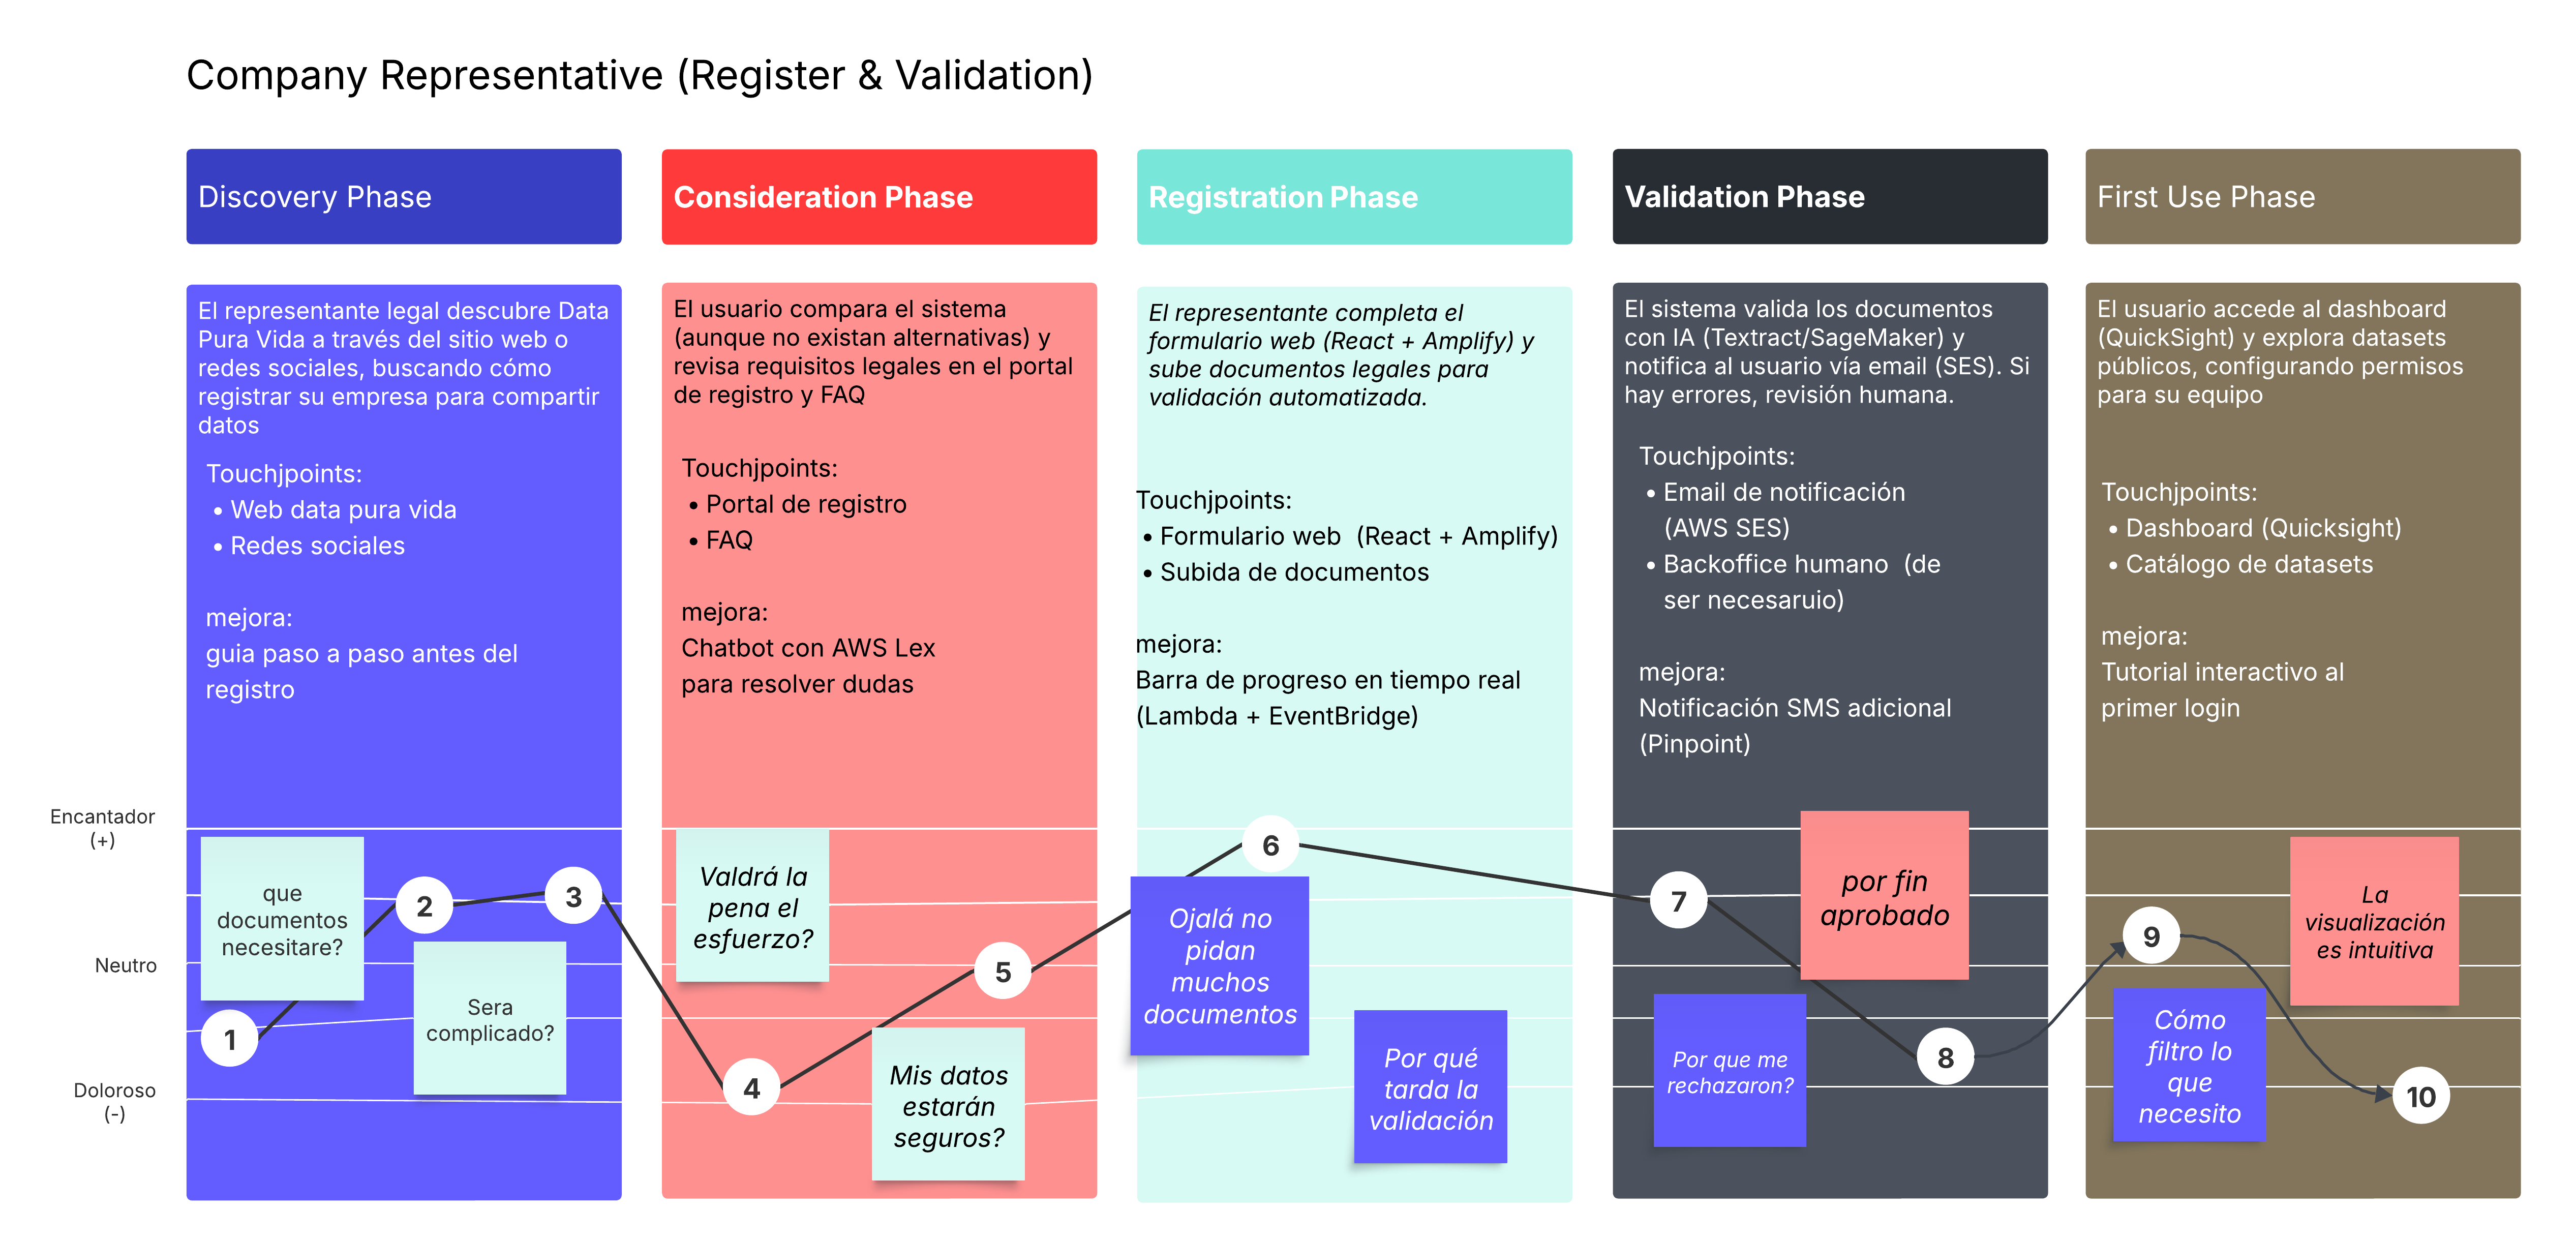 Company Representative (Register & Validation)
Discovery Phase
El representante legal descubre Data
Pura Vida a través del sitio web o
redes sociales, buscando cómo
registrar su empresa para compartir
datos
Touchjpoints:
• Web data pura vida
• Redes sociales
mejora:
guia paso a paso antes del
registro
Consideration Phase
El usuario compara el sistema
(aunque no existan alternativas) y
revisa requisitos legales en el portal
de registro y FAQ
Touchjpoints:
• Portal de registro
• FAQ
mejora:
Chatbot con AWS Lex
para resolver dudas
Registration Phase
El representante completa el
formulario web (React + Amplify) y
sube documentos legales para
validación automatizada.
Touchjpoints:
• Formulario web  (React + Amplify)
• Subida de documentos
mejora:
Barra de progreso en tiempo real
(Lambda + EventBridge)
Validation Phase
El sistema valida los documentos
con IA (Textract/SageMaker) y
notifica al usuario vía email (SES). Si
hay errores, revisión humana.
Touchjpoints:
• Email de notificación
(AWS SES)
• Backoffice humano  (de
ser necesaruio)
mejora:
Notificación SMS adicional
(Pinpoint)
First Use Phase
El usuario accede al dashboard
(QuickSight) y explora datasets
públicos, configurando permisos
para su equipo
Touchjpoints:
• Dashboard (Quicksight)
• Catálogo de datasets
mejora:
Tutorial interactivo al
primer login
Encantador
(+)
Neutro
Doloroso
(-)
que
documentos
necesitare?
1
2
3
Sera
complicado?
Valdrá la
pena el
esfuerzo?
4
5
Mis datos
estarán
seguros?
6
Ojalá no
pidan
muchos
documentos
Por qué
tarda la
validación
7
por fin
aprobado
Por que me
rechazaron?
8
9
La
visualización
es intuitiva
Cómo
filtro lo
que
necesito
10